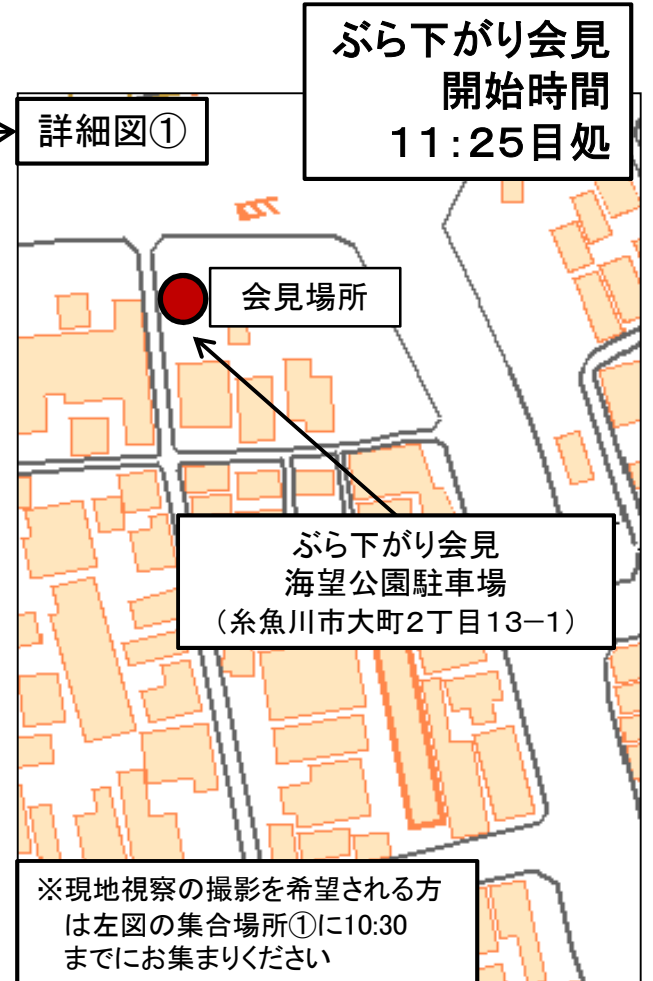 ぶら下がり会見
開始時間
11:25目処
詳細図①
会見場所
ぶら下がり会見
海望公園駐車場
（糸魚川市大町2丁目13−1）
※現地視察の撮影を希望される方
は左図の集合場所①に10:30
までにお集まりください